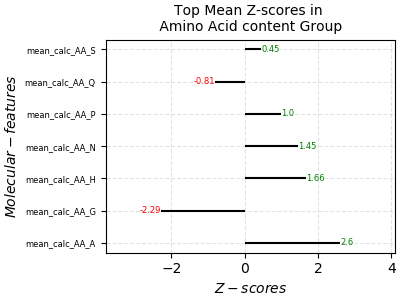 Top Mean Z-scores in
Amino Acid content Group
Molecular − features
mean_calc_AA_S 0.45
mean_calc_AA_Q -0.81
mean_calc_AA_P 1.0
mean_calc_AA_N 1.45
mean_calc_AA_H 1.66
mean_calc_AA_G -2.29
mean_calc_AA_A 2.6
−2 0 2 4
Z − scores